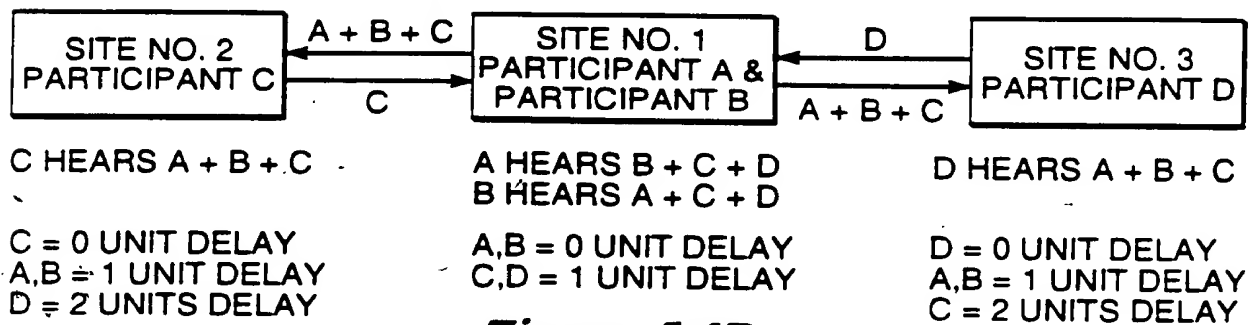 SITE NO. 2
PARTICIPANT C
A + B + C
C
SITE NO. 1
PARTICIPANT A &
PARTICIPANT B
D
A + B + C
SITE NO. 3
PARTICIPANT D
C HEARS A + B + C
C = 0 UNIT DELAY
A,B = 1 UNIT DELAY
D = 2 UNITS DELAY
A HEARS B + C + D
B HEARS A + C + D
A,B = 0 UNIT DELAY
C,D = 1 UNIT DELAY
D HEARS A + B + C
D = 0 UNIT DELAY
A,B = 1 UNIT DELAY
C = 2 UNITS DELAY